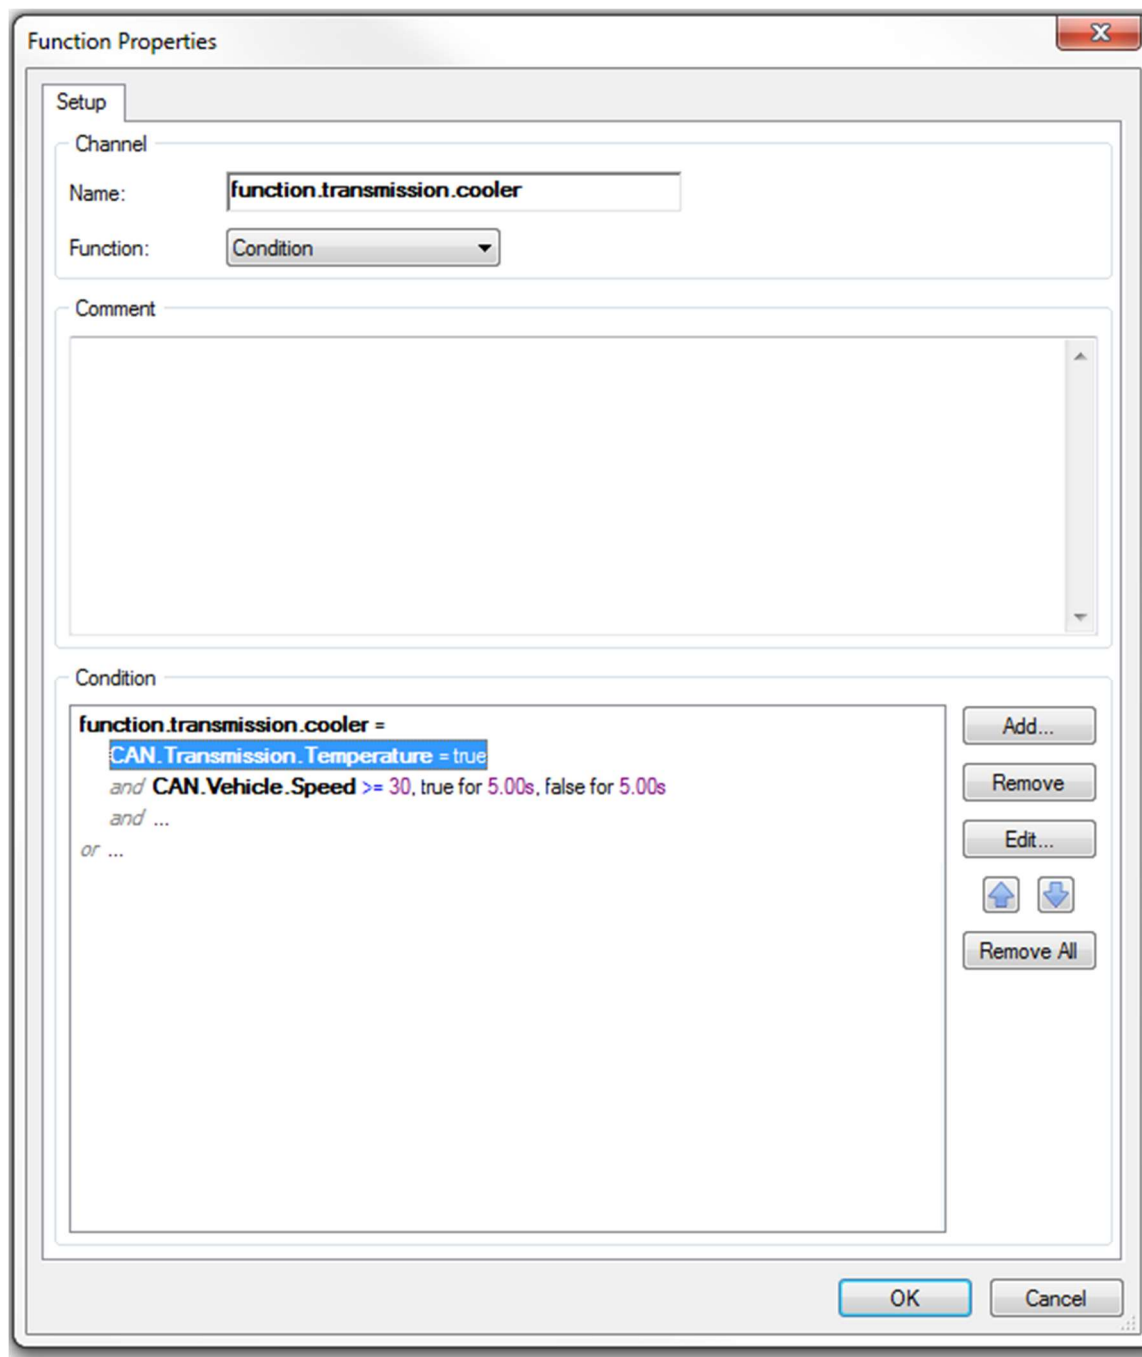 Function Properties
Setup
Channel
Name: function.transmission.cooler
Function: Condition
Comment
Condition
function.transmission.cooler =
CAN.Transmission.Temperature = true
and CAN.Vehicle.Speed >= 30, true for 5.00s, false for 5.00s
and ...
or ...
Add...
Remove
Edit...
Remove All
OK Cancel